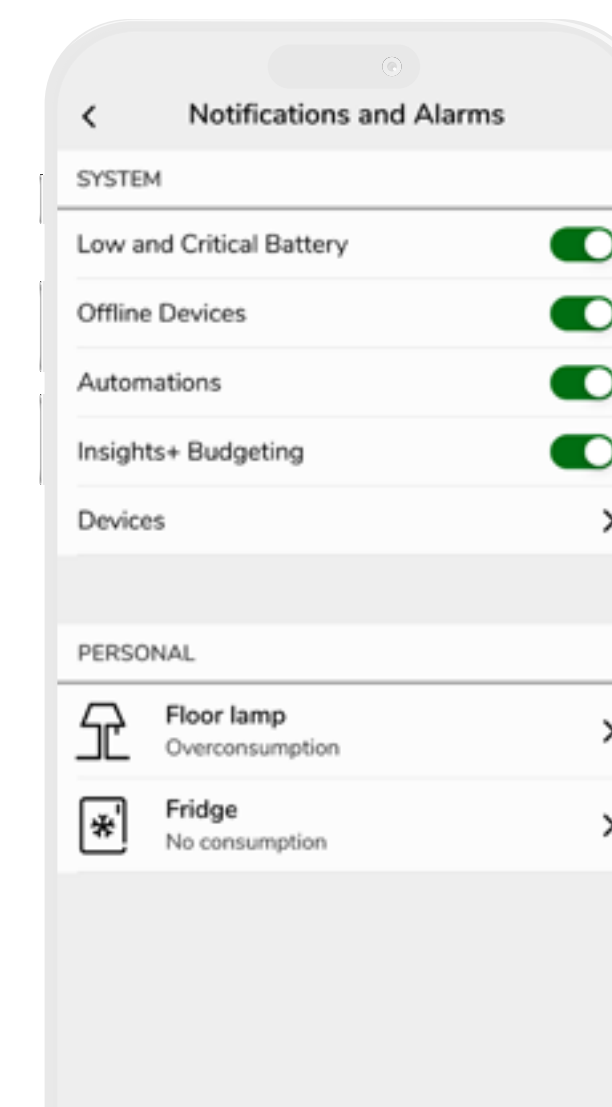 Notifications and Alarms
SYSTEM
Low and Critical Battery
Offline Devices
Automations
Insights+ Budgeting
Devices
PERSONAL
Floor lamp
Overconsumption
Fridge
No consumption